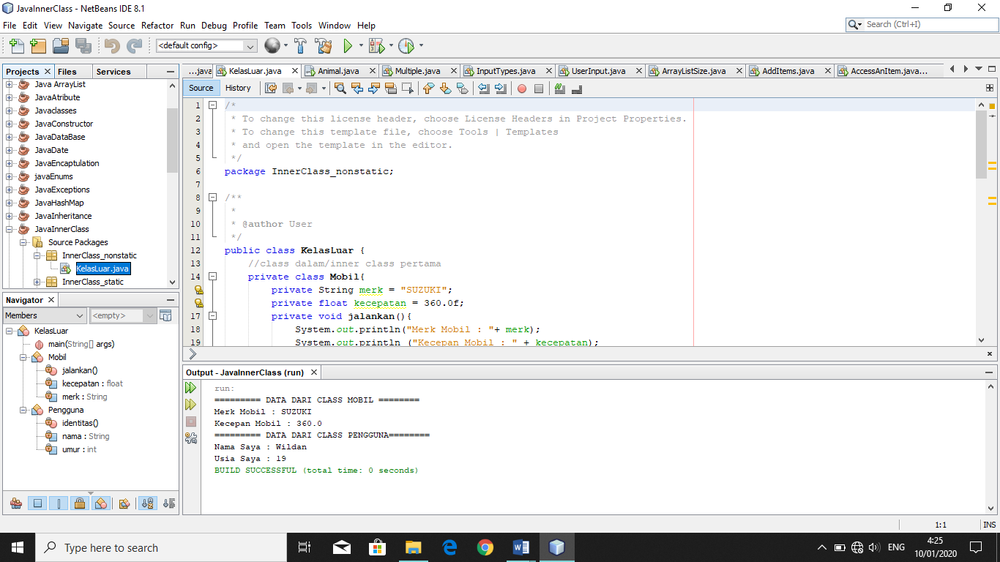 JavaInnerClass - NetBeans IDE 8.1
File Edit View Navigate Source Refactor Run Debug Profile Team Tools Window Help
Search (Ctrl+I)
<default config>
Projects Files Services
Java ArrayList
JavaAtribute
Javaclasses
JavaConstructor
JavaDataBase
JavaDate
JavaEncaptulation
javaEnums
JavaExceptions
JavaHashMap
JavaInheritance
JavaInnerClass
Source Packages
InnerClass_nonstatic
KelasLuar.java
InnerClass_static
Navigator
Members <empty>
KelasLuar
main(String[] args)
Mobil
jalankan()
kecepatan : float
merk : String
Pengguna
identitas()
nama : String
umur : int
...java KelasLuar.java Animal.java Multiple.java InputTypes.java UserInput.java ArrayListSize.java AddItems.java AccessAnItem.java...
Source History
1 /*
2 * To change this license header, choose License Headers in Project Properties.
3 * To change this template file, choose Tools | Templates
4 * and open the template in the editor.
5 */
6 package InnerClass_nonstatic;
7
8 /**
9 *
10 * @author User
11 */
12 public class KelasLuar {
13 //class dalam/inner class pertama
14 private class Mobil{
private String merk = "SUZUKI";
private float kecepatan = 360.0f;
17 private void jalankan(){
18 System.out.println("Merk Mobil : "+ merk);
19 System.out.println ("Kecepan Mobil : " + kecepatan);
Output - JavaInnerClass (run)
run:
========= DATA DARI CLASS MOBIL ========
Merk Mobil : SUZUKI
Kecepan Mobil : 360.0
========= DATA DARI CLASS PENGGUNA========
Nama Saya : Wildan
Usia Saya : 19
BUILD SUCCESSFUL (total time: 0 seconds)
1:1 INS
Type here to search
ENG
4:25
10/01/2020